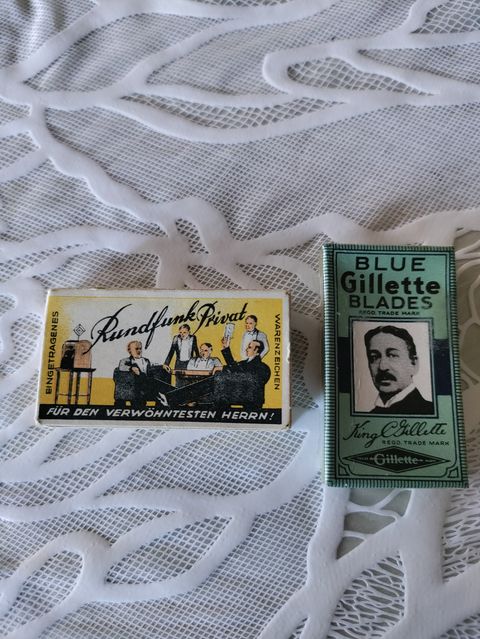 EINGETRAGENES
Rundfunk Privat
WARENZEICHEN
FÜR DEN VERWÖHNTESTEN HERRN!
BLUE
Gillette
BLADES
REGD. TRADE MARK
King C Gillette
REGD. TRADE MARK
Gillette